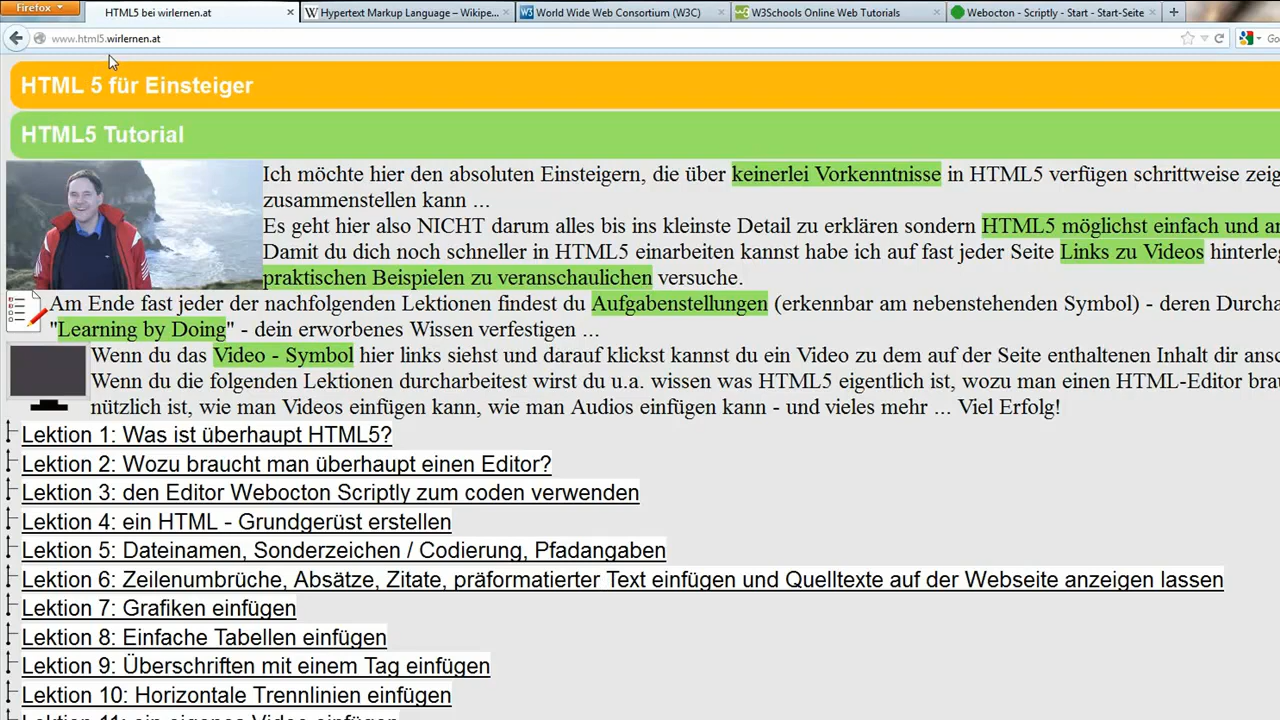 Firefox
HTML5 bei wirlernen.at
Hypertext Markup Language – Wikipe...
World Wide Web Consortium (W3C)
W3Schools Online Web Tutorials
Webocton - Scriptly - Start - Start-Seite
www.html5.wirlernen.at
Go
HTML 5 für Einsteiger
HTML5 Tutorial
Ich möchte hier den absoluten Einsteigern, die über keinerlei Vorkenntnisse in HTML5 verfügen schrittweise zeig
zusammenstellen kann ...
Es geht hier also NICHT darum alles bis ins kleinste Detail zu erklären sondern HTML5 möglichst einfach und an
Damit du dich noch schneller in HTML5 einarbeiten kannst habe ich auf fast jeder Seite Links zu Videos hinterleg
praktischen Beispielen zu veranschaulichen versuche.
Am Ende fast jeder der nachfolgenden Lektionen findest du Aufgabenstellungen (erkennbar am nebenstehenden Symbol) - deren Durcha
"Learning by Doing" - dein erworbenes Wissen verfestigen ...
Wenn du das Video - Symbol hier links siehst und darauf klickst kannst du ein Video zu dem auf der Seite enthaltenen Inhalt dir ansc
Wenn du die folgenden Lektionen durcharbeitest wirst du u.a. wissen was HTML5 eigentlich ist, wozu man einen HTML-Editor brau
nützlich ist, wie man Videos einfügen kann, wie man Audios einfügen kann - und vieles mehr ... Viel Erfolg!
Lektion 1: Was ist überhaupt HTML5?
Lektion 2: Wozu braucht man überhaupt einen Editor?
Lektion 3: den Editor Webocton Scriptly zum coden verwenden
Lektion 4: ein HTML - Grundgerüst erstellen
Lektion 5: Dateinamen, Sonderzeichen / Codierung, Pfadangaben
Lektion 6: Zeilenumbrüche, Absätze, Zitate, präformatierter Text einfügen und Quelltexte auf der Webseite anzeigen lassen
Lektion 7: Grafiken einfügen
Lektion 8: Einfache Tabellen einfügen
Lektion 9: Überschriften mit einem Tag einfügen
Lektion 10: Horizontale Trennlinien einfügen
Lektion 11: ein eigenes Video einfügen